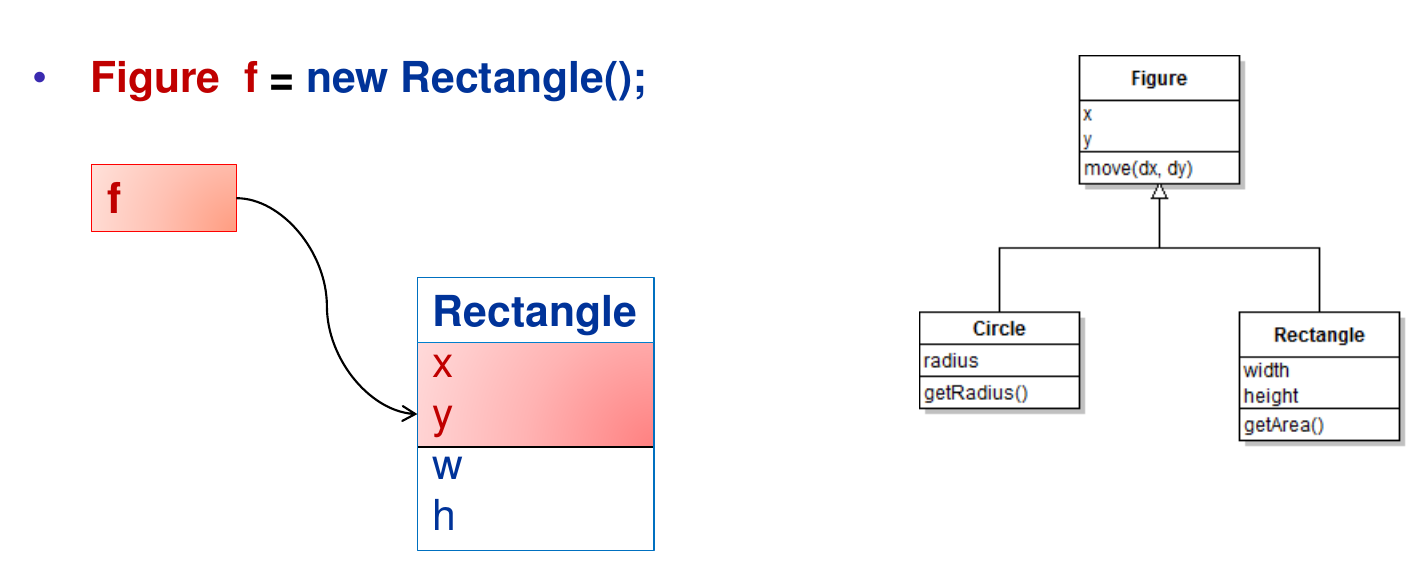 • Figure f = new Rectangle();
f
Rectangle
x
y
w
h
Figure
x
y
move(dx, dy)
Circle
radius
getRadius()
Rectangle
width
height
getArea()